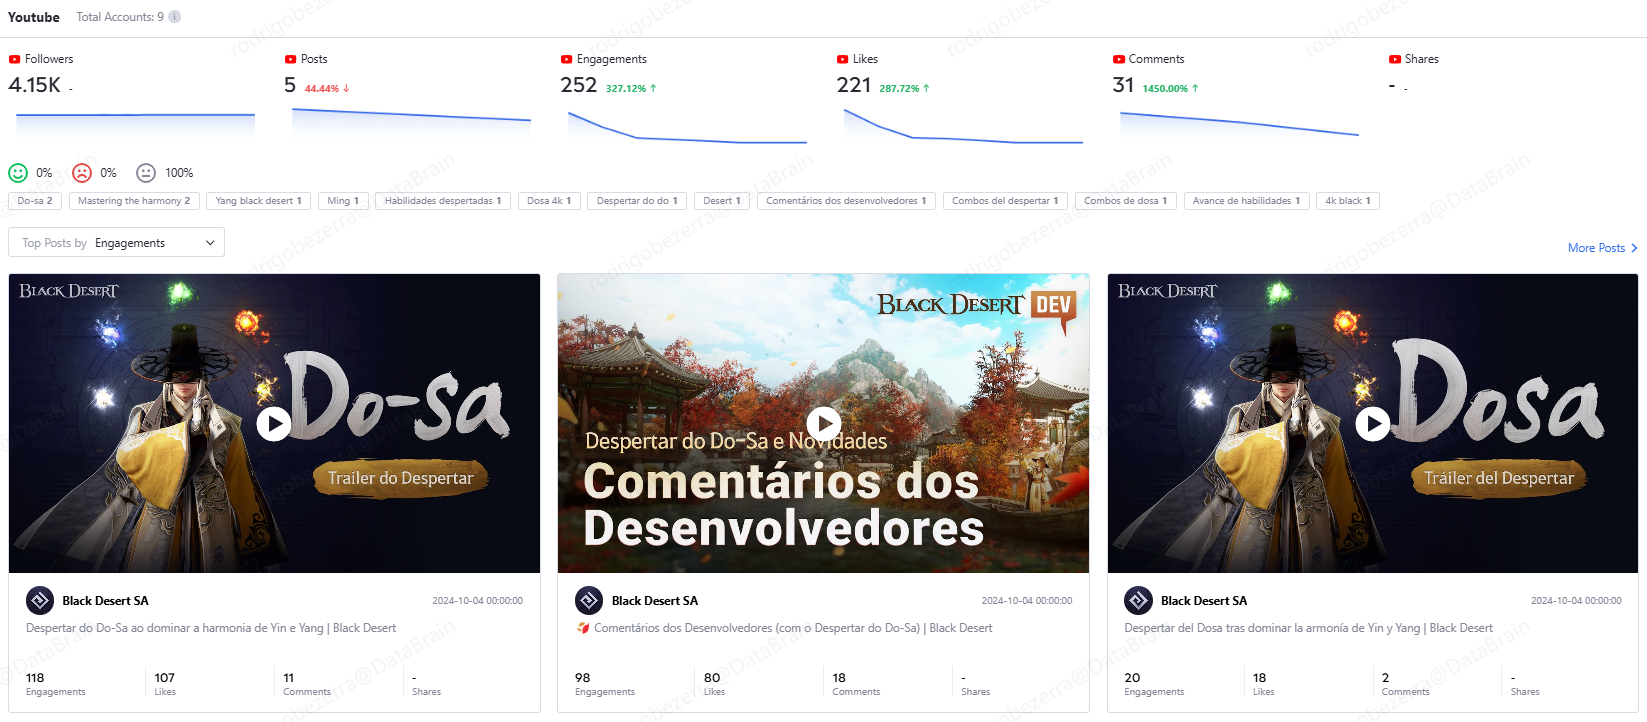 Youtube Total Accounts: 9
Followers Posts Engagements Likes Comments Shares
4.15K - 5 44.44% ↓ 252 327.12% ↑ 221 287.72% ↑ 31 1450.00% ↑ - -
0% 0% 100%
Do-sa 2 Mastering the harmony 2 Yang black desert 1 Ming 1 Habilidades despertadas 1 Dosa 4k 1 Despertar do do 1 Desert 1 Comentários dos desenvolvedores 1 Combos del despertar 1 Combos de dosa 1 Avance de habilidades 1 4k black 1
Top Posts by Engagements
More Posts
BLACK DESERT
Do-sa
Trailer do Despertar
Black Desert SA 2024-10-04 00:00:00
Despertar do Do-Sa ao dominar a harmonia de Yin e Yang | Black Desert
118 107 11 -
Engagements Likes Comments Shares
BLACK DESERT DEV
Despertar do Do-Sa e Novidades
Comentários dos
Desenvolvedores
Black Desert SA 2024-10-04 00:00:00
Comentários dos Desenvolvedores (com o Despertar do Do-Sa) | Black Desert
98 80 18 -
Engagements Likes Comments Shares
BLACK DESERT
Dosa
Tráiler del Despertar
Black Desert SA 2024-10-04 00:00:00
Despertar del Dosa tras dominar la armonía de Yin y Yang | Black Desert
20 18 2 -
Engagements Likes Comments Shares
rodrigobezerra@DataBrain